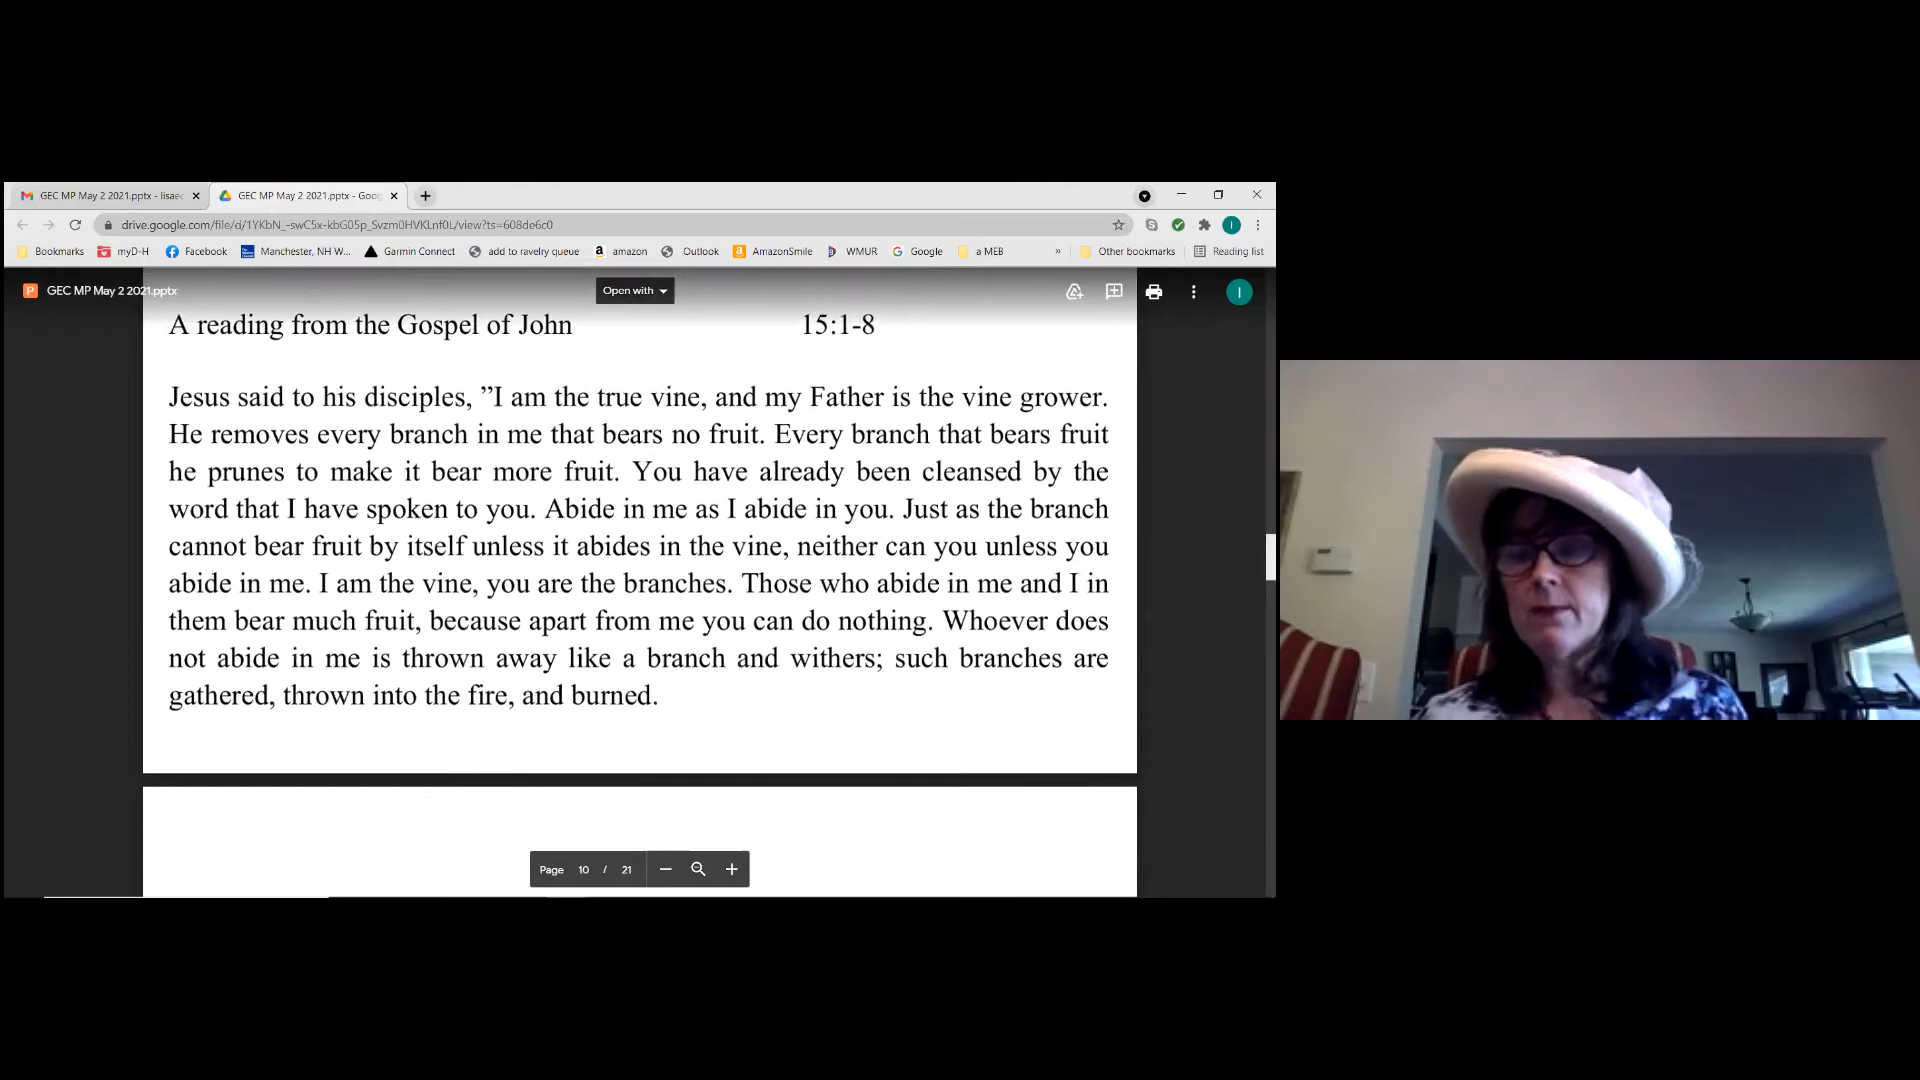 GEC MP May 2 2021.pptx - lisaec
GEC MP May 2 2021.pptx - Goog
drive.google.com/file/d/1YKbN_-swC5x-kbG05p_Svzm0HVKLnf0L/view?ts=608de6c0
Bookmarks myD-H Facebook Manchester, NH W... Garmin Connect add to ravelry queue amazon Outlook AmazonSmile WMUR Google a MEB » Other bookmarks Reading list
GEC MP May 2 2021.pptx
Open with
A reading from the Gospel of John 15:1-8
Jesus said to his disciples, ”I am the true vine, and my Father is the vine grower.
He removes every branch in me that bears no fruit. Every branch that bears fruit
he prunes to make it bear more fruit. You have already been cleansed by the
word that I have spoken to you. Abide in me as I abide in you. Just as the branch
cannot bear fruit by itself unless it abides in the vine, neither can you unless you
abide in me. I am the vine, you are the branches. Those who abide in me and I in
them bear much fruit, because apart from me you can do nothing. Whoever does
not abide in me is thrown away like a branch and withers; such branches are
gathered, thrown into the fire, and burned.
Page 10 / 21